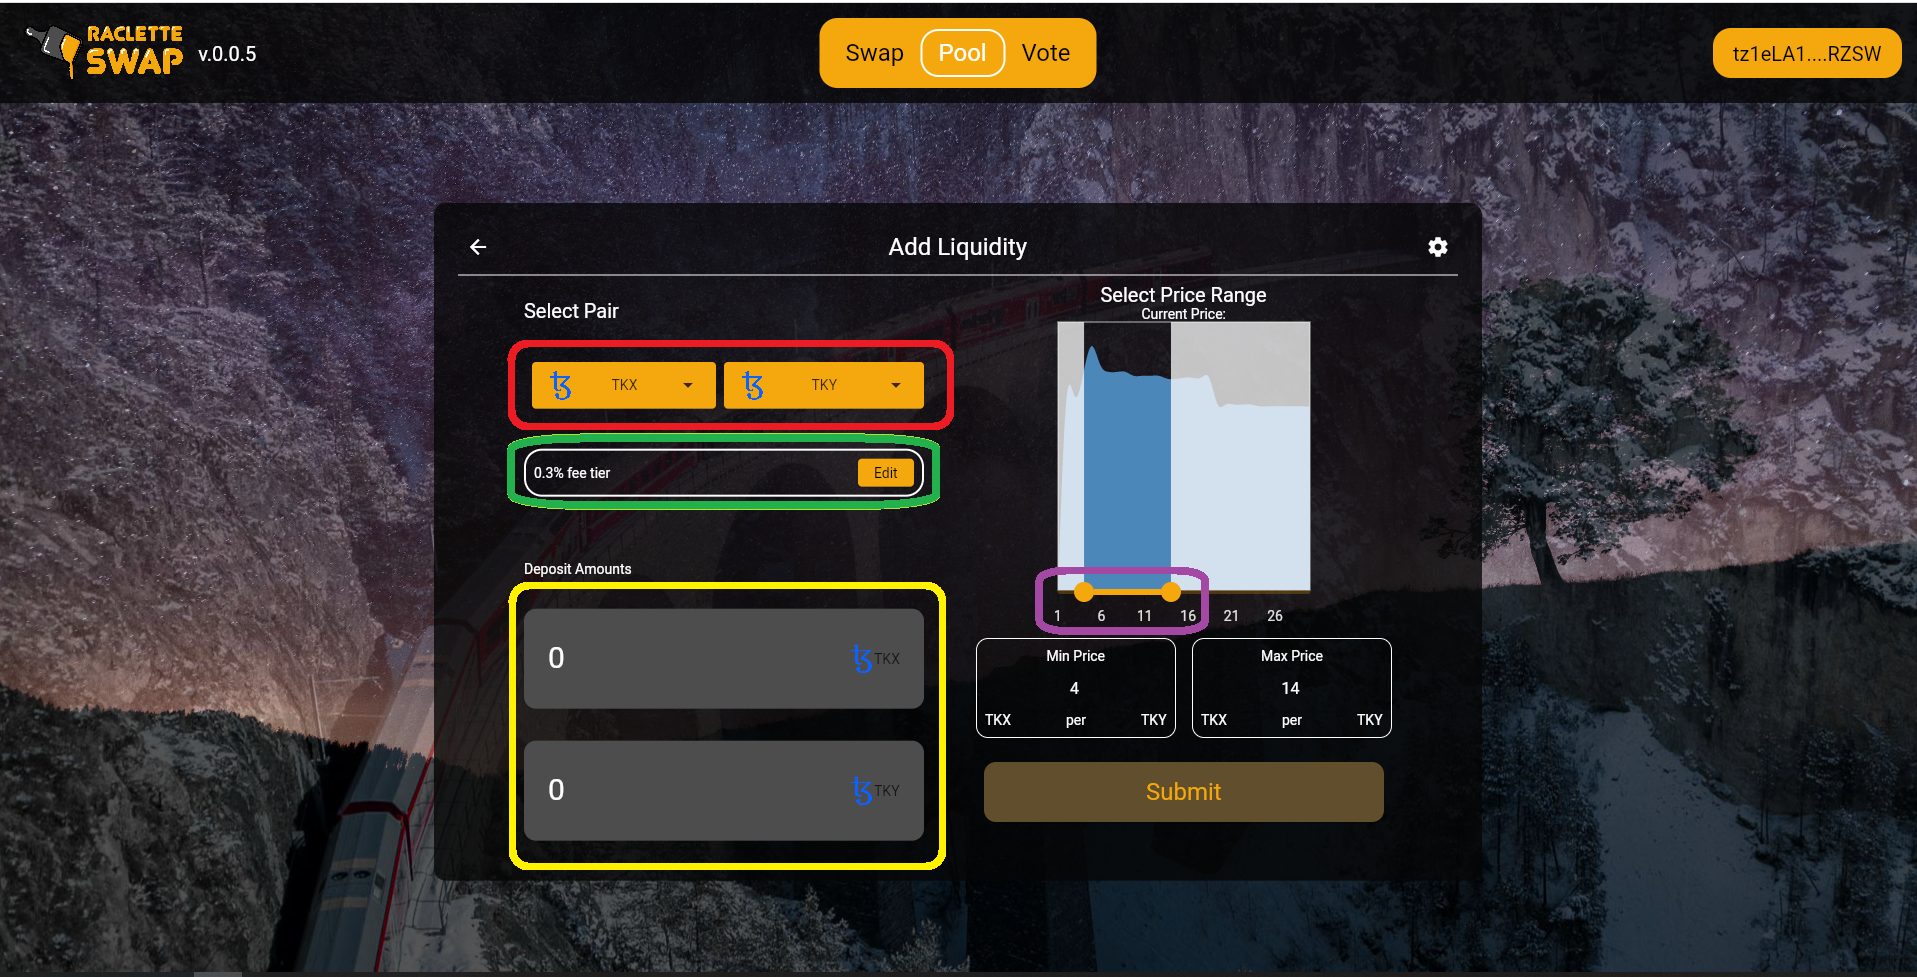 RACLETTE
SWAP
v.0.0.5
Swap Pool Vote
tz1eLA1....RZSW
Add Liquidity
Select Pair
TKX TKY
0.3% fee tier Edit
Deposit Amounts
0 TKX
0 TKY
Select Price Range
Current Price:
1 6 11 16 21 26
Min Price
4
TKX per TKY
Max Price
14
TKX per TKY
Submit